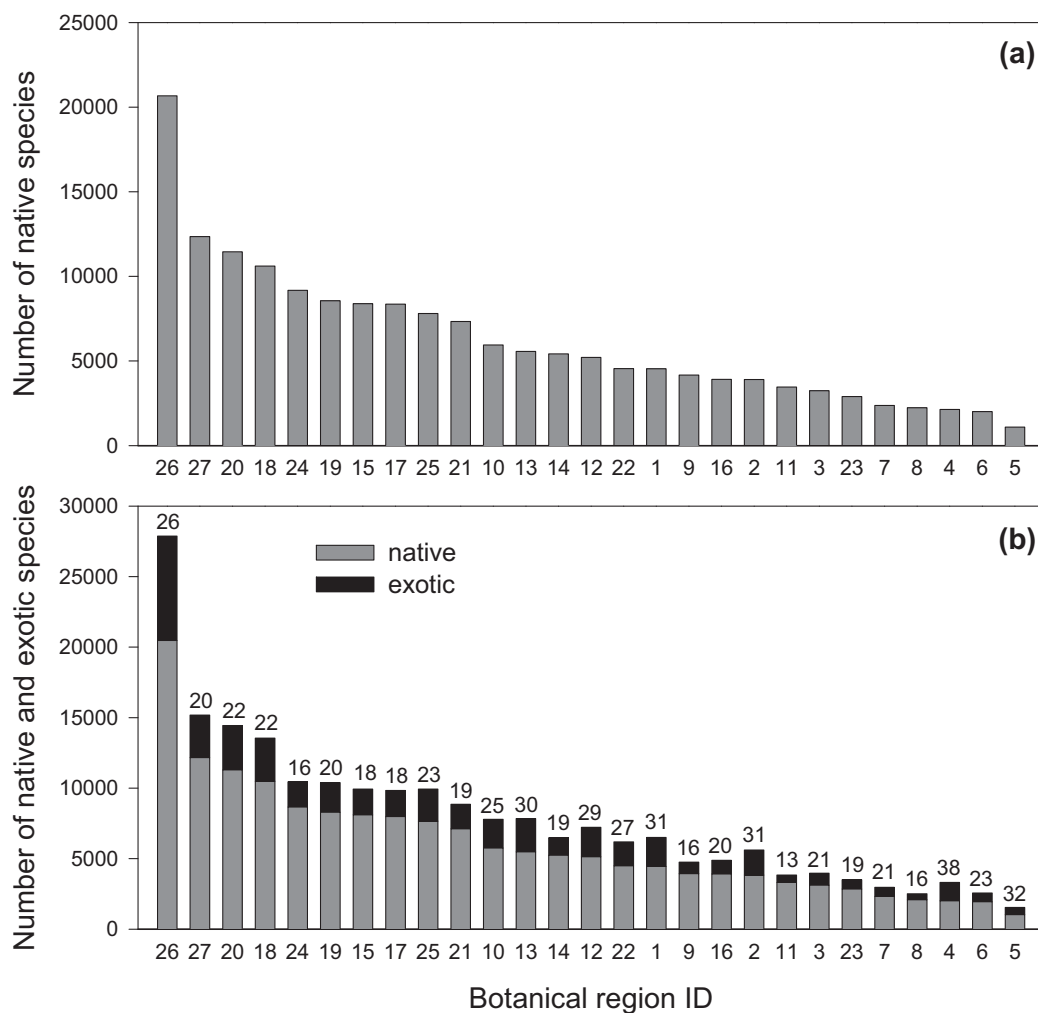 25000
(a)
20000
15000
10000
5000
0
Number of native species
26 27 20 18 24 19 15 17 25 21 10 13 14 12 22 1 9 16 2 11 3 23 7 8 4 6 5
30000
(b)
25000
20000
15000
10000
5000
0
Number of native and exotic species
native
exotic
26 20 22 22 16 20 18 18 23 19 25 30 19 29 27 31 16 20 31 13 21 19 21 16 38 23 32
26 27 20 18 24 19 15 17 25 21 10 13 14 12 22 1 9 16 2 11 3 23 7 8 4 6 5
Botanical region ID